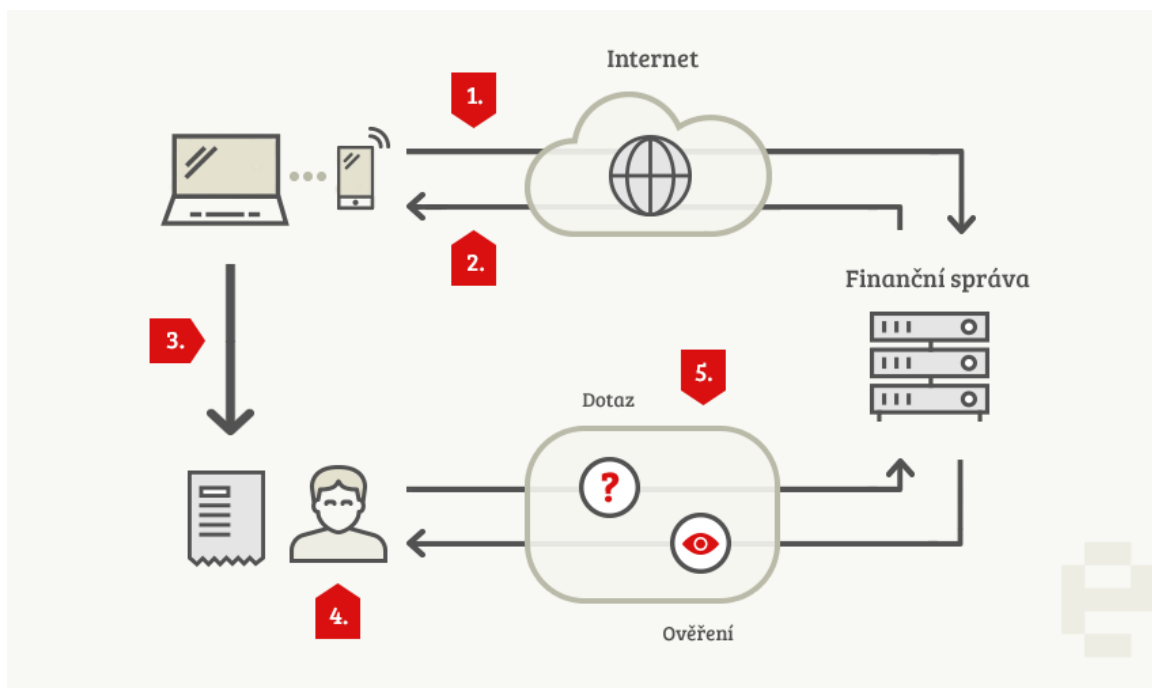 Internet
1.
2.
Finanční správa
3.
5.
Dotaz
?
4.
Ověření